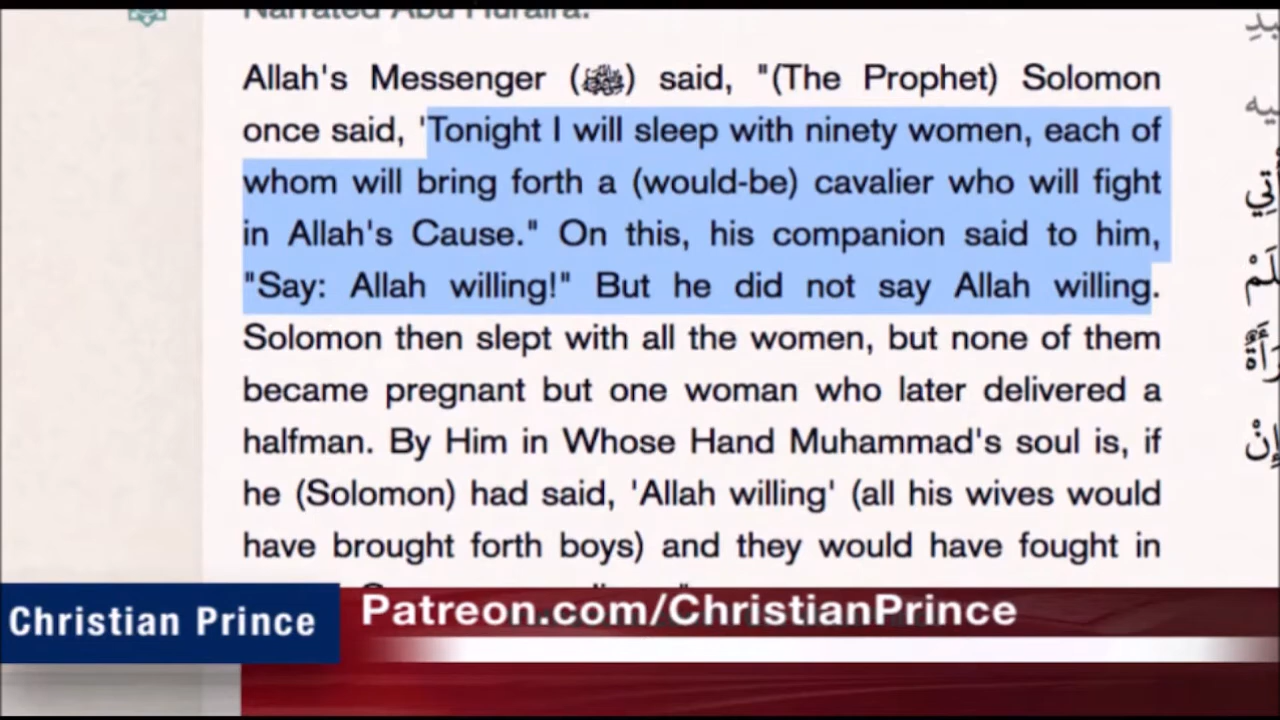 Narrated Abu Huraira:
Allah's Messenger (ﷺ) said, "(The Prophet) Solomon
once said, 'Tonight I will sleep with ninety women, each of
whom will bring forth a (would-be) cavalier who will fight
in Allah's Cause." On this, his companion said to him,
"Say: Allah willing!" But he did not say Allah willing.
Solomon then slept with all the women, but none of them
became pregnant but one woman who later delivered a
halfman. By Him in Whose Hand Muhammad's soul is, if
he (Solomon) had said, 'Allah willing' (all his wives would
have brought forth boys) and they would have fought in
Christian Prince
Patreon.com/ChristianPrince